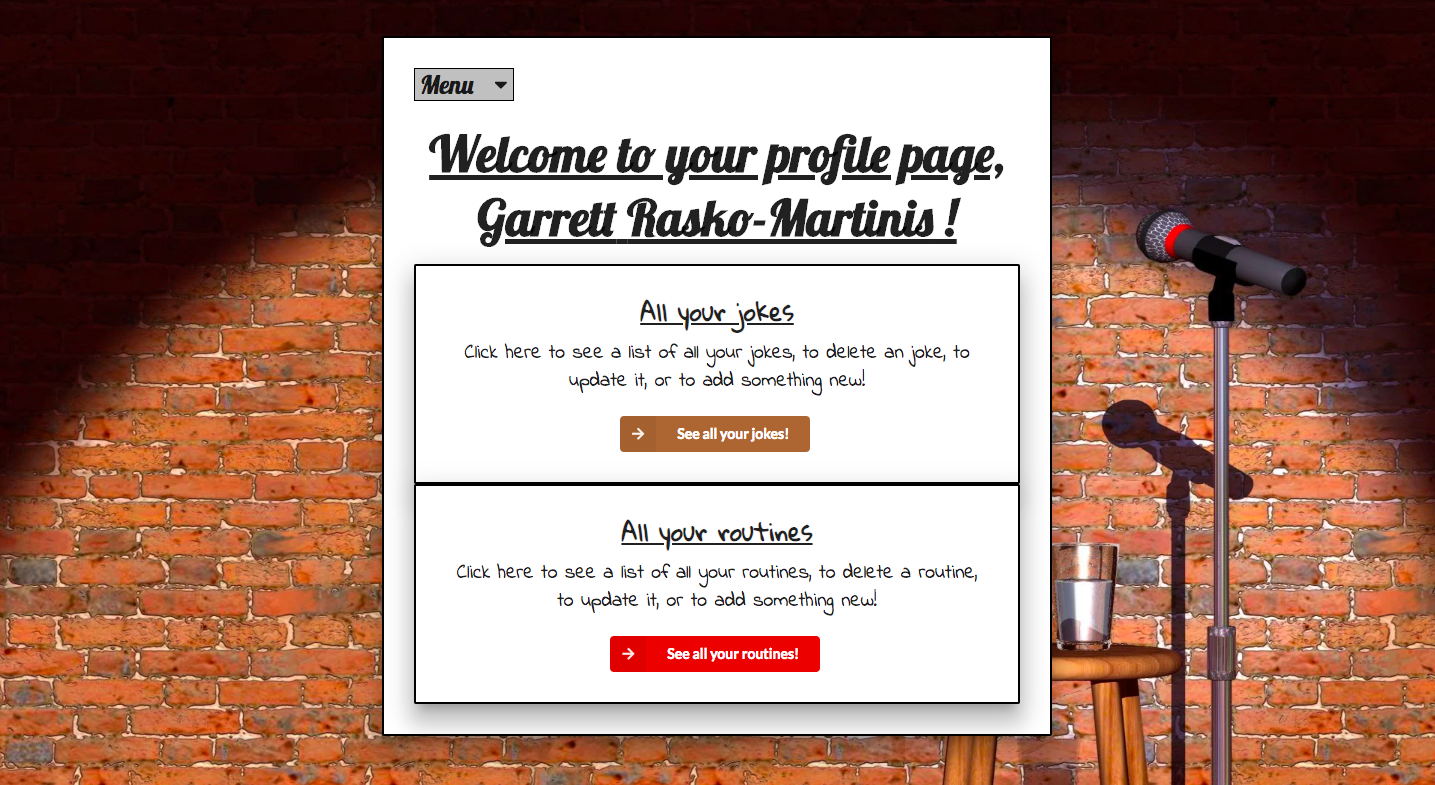 Menu
Welcome to your profile page,
Garrett Rasko-Martinis !
All your jokes
Click here to see a list of all your jokes, to delete an joke, to
update it, or to add something new!
See all your jokes!
All your routines
Click here to see a list of all your routines, to delete a routine,
to update it, or to add something new!
See all your routines!